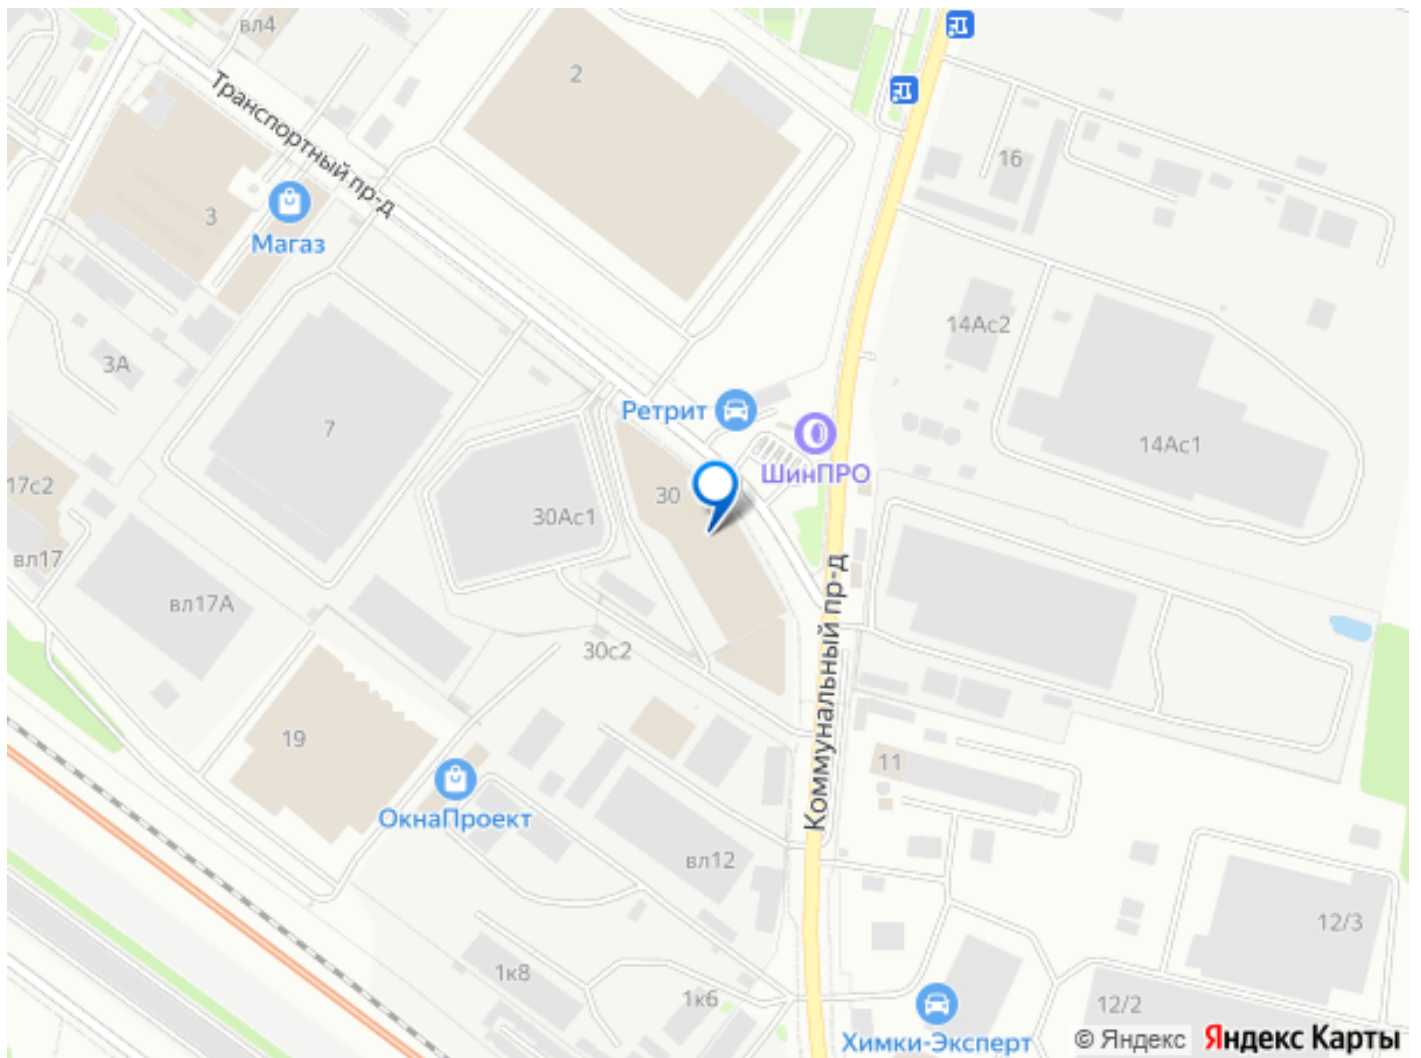 вл4
2
Транспортный пр-д
16
3
Магаз
14Ас2
3А
Ретрит
7
14Ас1
ШинПРО
17с2
30
30Ас1
вл17
вл17А
Коммунальный пр-д
30с2
19
11
ОкнаПроект
вл12
12/3
1к8
1к6
12/2
Химки-Эксперт
© Яндекс Яндекс Карты